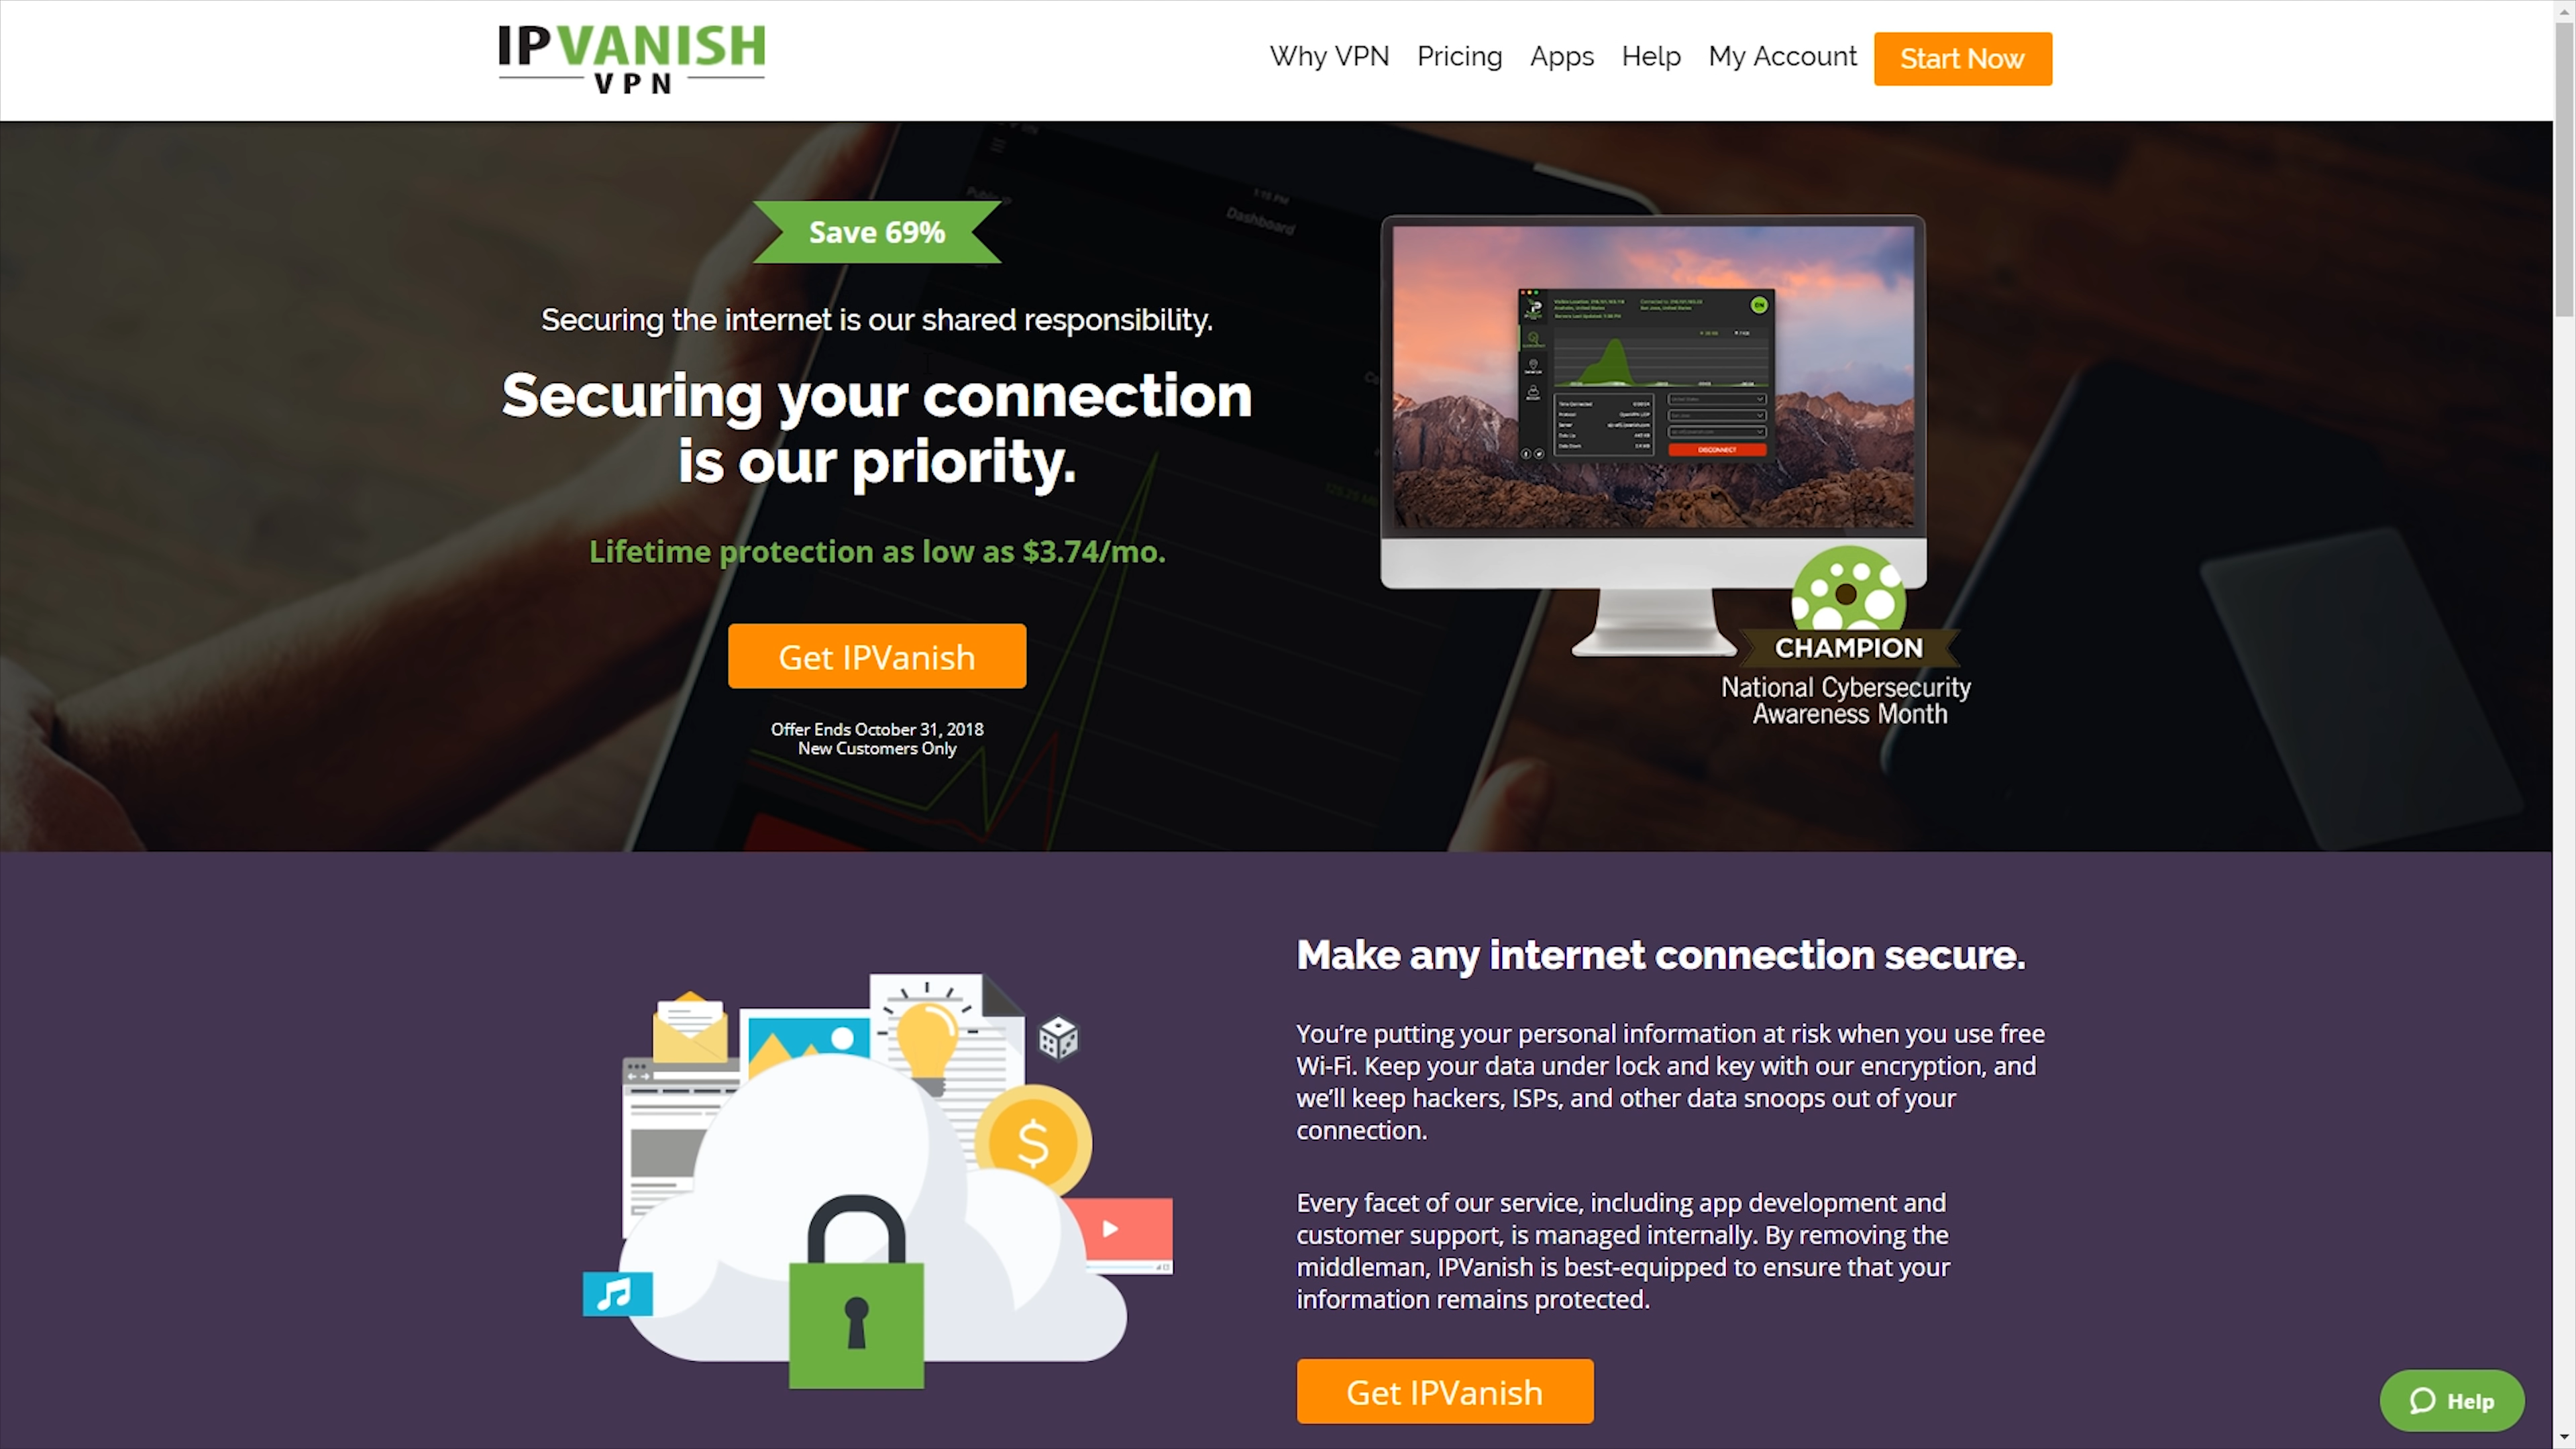 IPVANISH
VPN
Why VPN
Pricing
Apps
Help
My Account
Start Now
Save 69%
Securing the internet is our shared responsibility.
Securing your connection
is our priority.
Lifetime protection as low as $3.74/mo.
Get IPVanish
Offer Ends October 31, 2018
New Customers Only
Dashboard
DISCONNECT
CHAMPION
National Cybersecurity
Awareness Month
Make any internet connection secure.
You’re putting your personal information at risk when you use free
Wi-Fi. Keep your data under lock and key with our encryption, and
we’ll keep hackers, ISPs, and other data snoops out of your
connection.
Every facet of our service, including app development and
customer support, is managed internally. By removing the
middleman, IPVanish is best-equipped to ensure that your
information remains protected.
Get IPVanish
$
Help